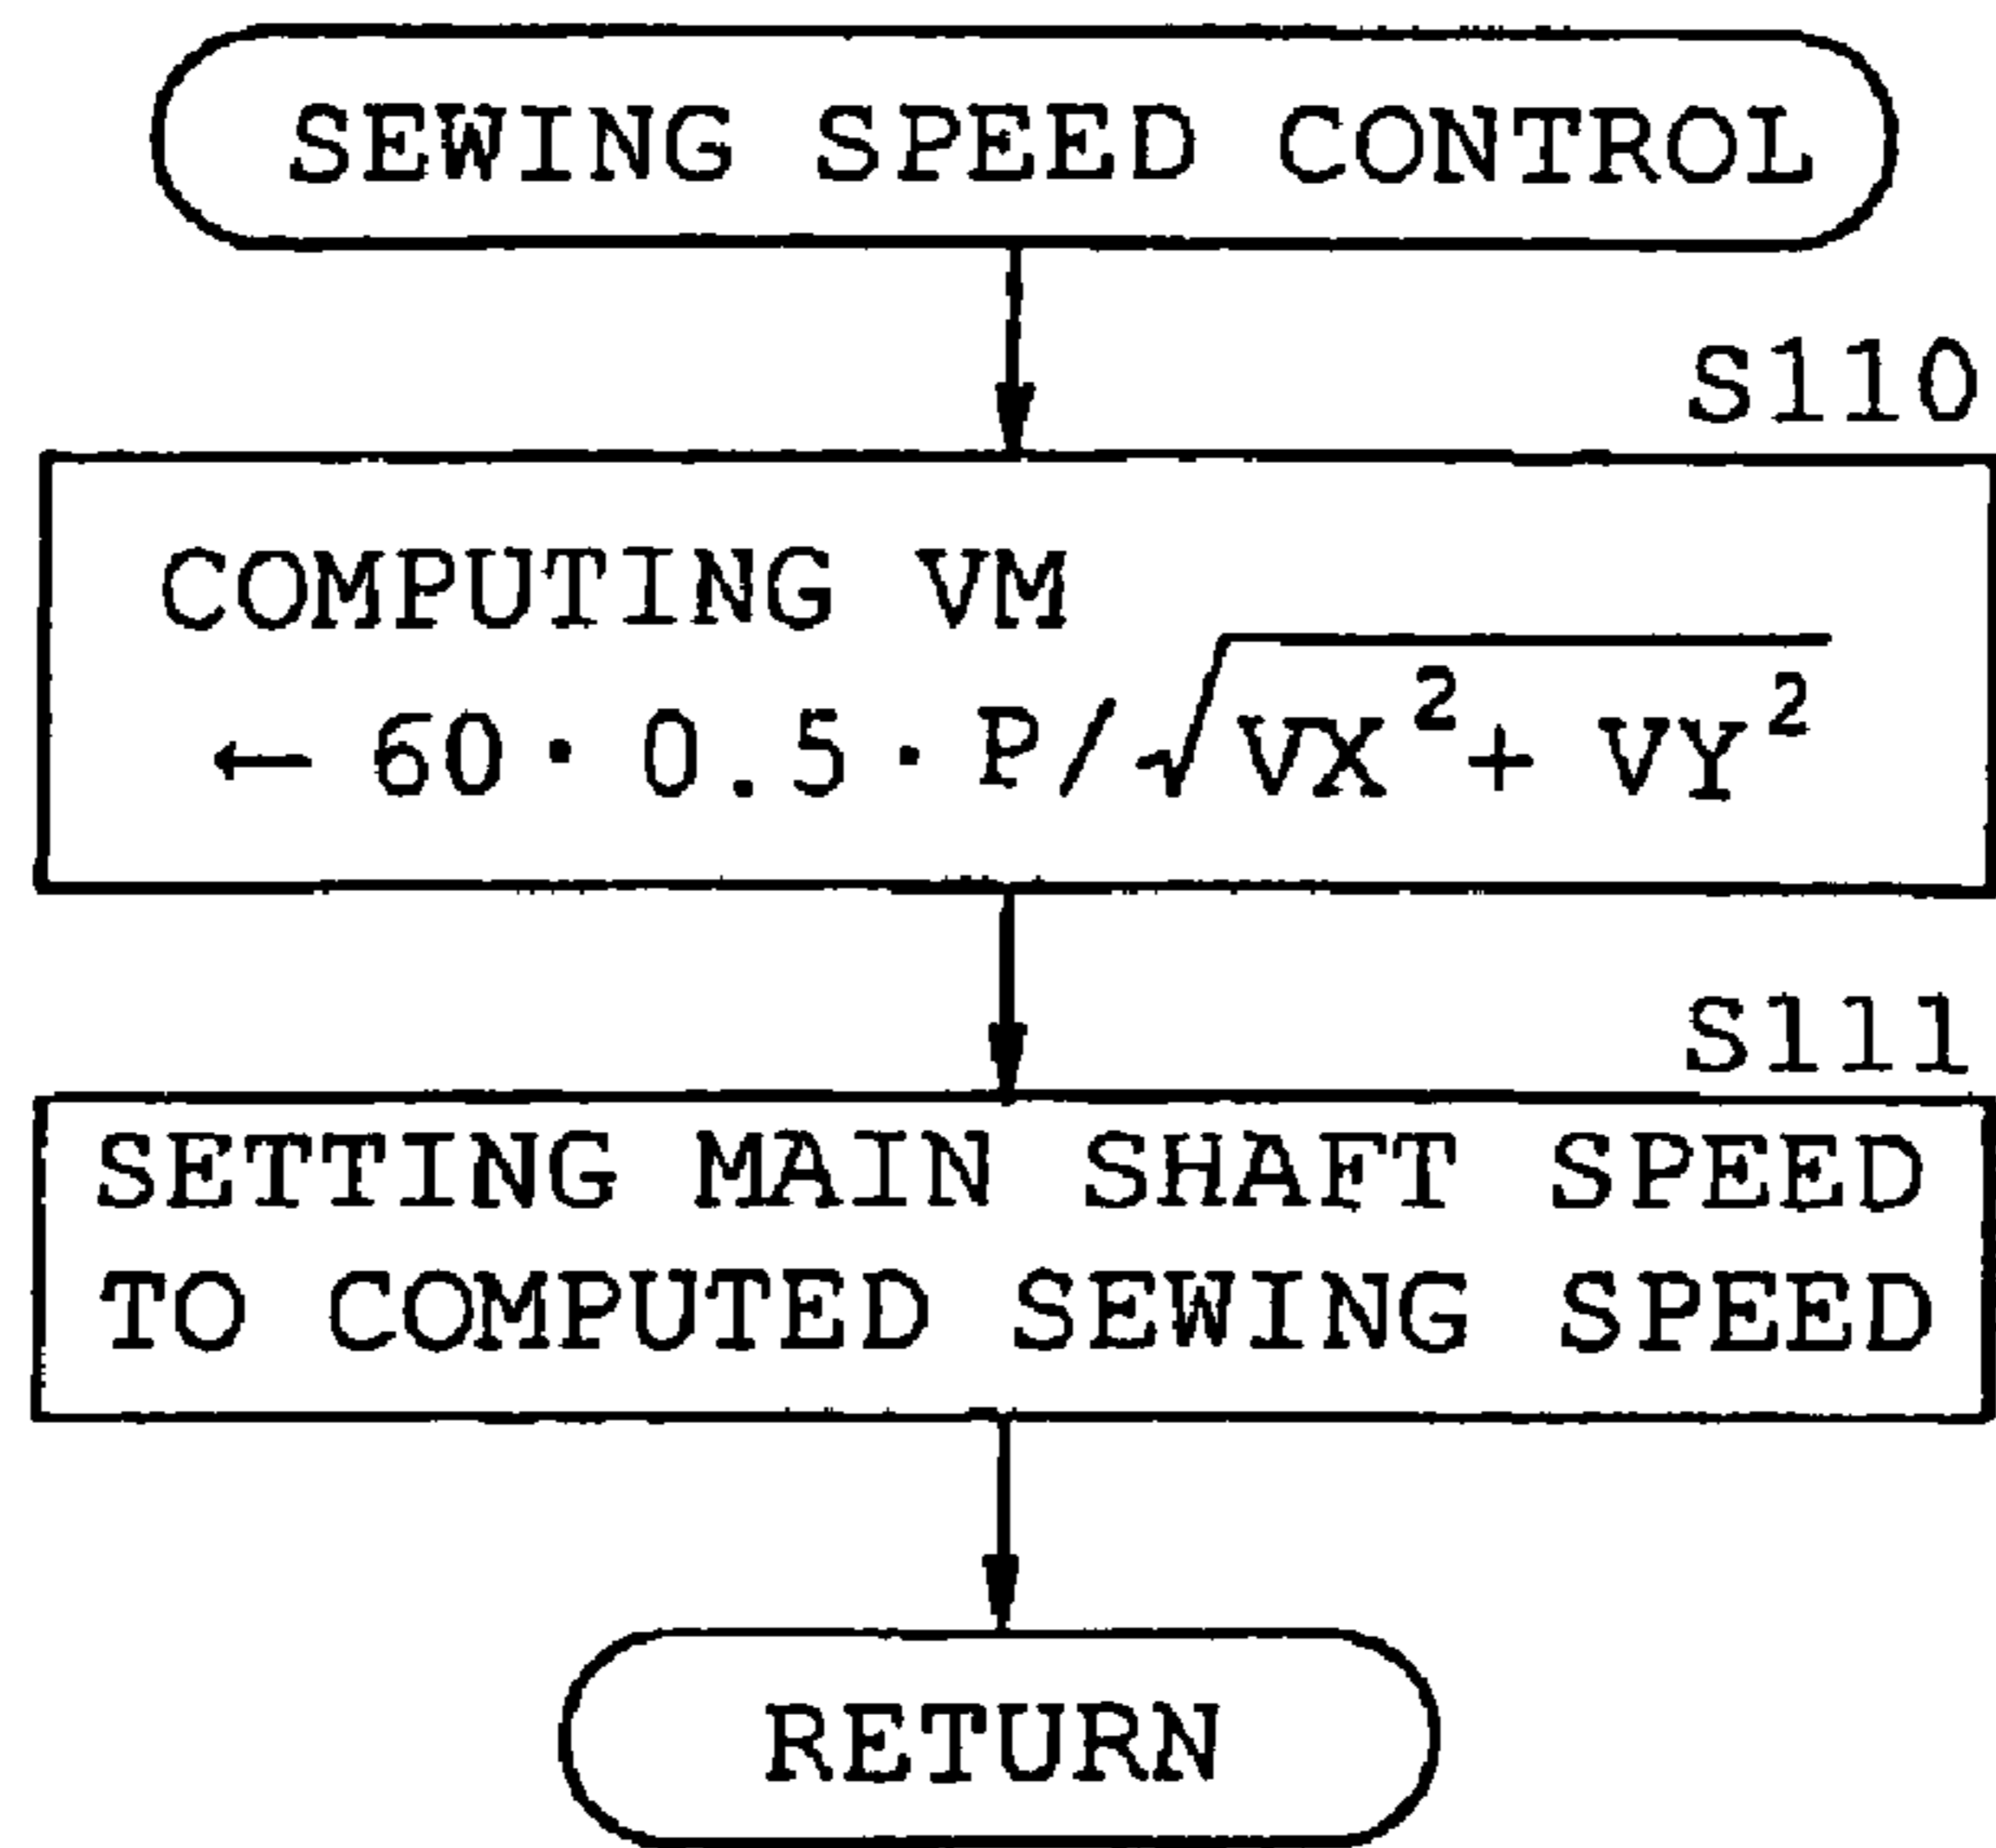 SEWING SPEED CONTROL
S110
COMPUTING VM
← 60· 0.5 · P/√VX²+ VY²
S111
SETTING MAIN SHAFT SPEED
TO COMPUTED SEWING SPEED
RETURN